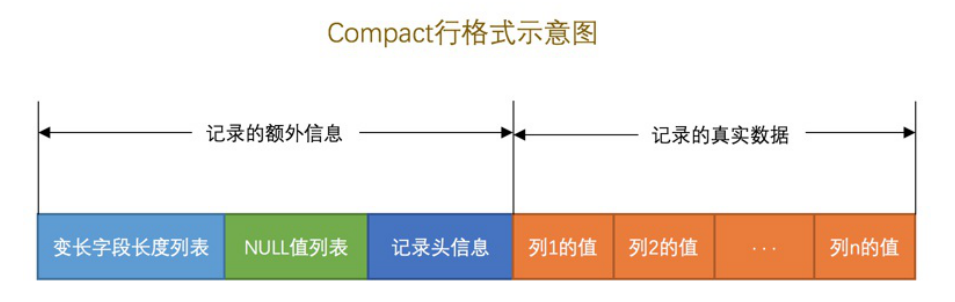 Compact行格式示意图
记录的额外信息
记录的真实数据
变长字段长度列表
NULL值列表
记录头信息
列1的值
列2的值
...
列n的值